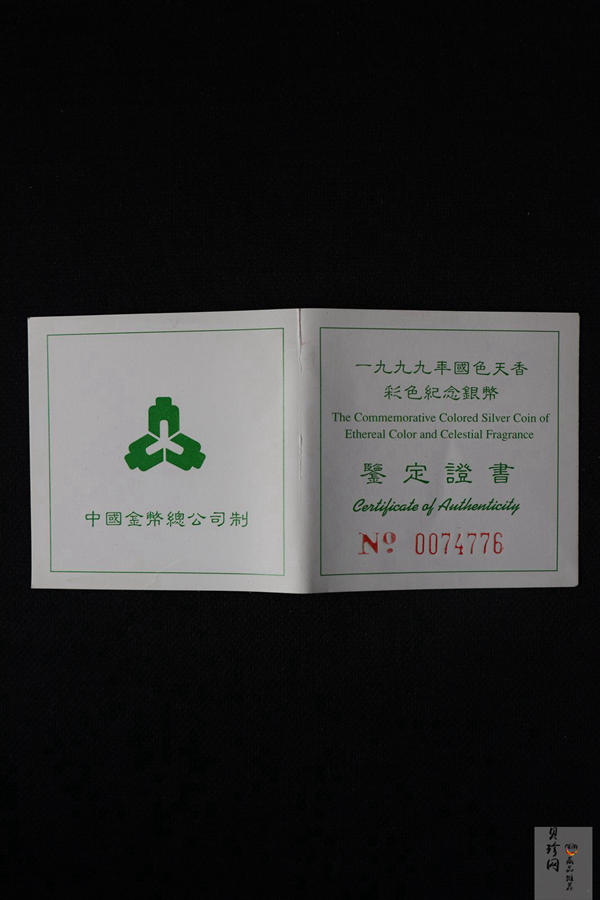 中國金幣總公司制
一九九九年國色天香
彩色紀念銀幣
The Commemorative Colored Silver Coin of
Ethereal Color and Celestial Fragrance
鑒定證書
Certificate of Authenticity
Nº 0074776
貝珍网